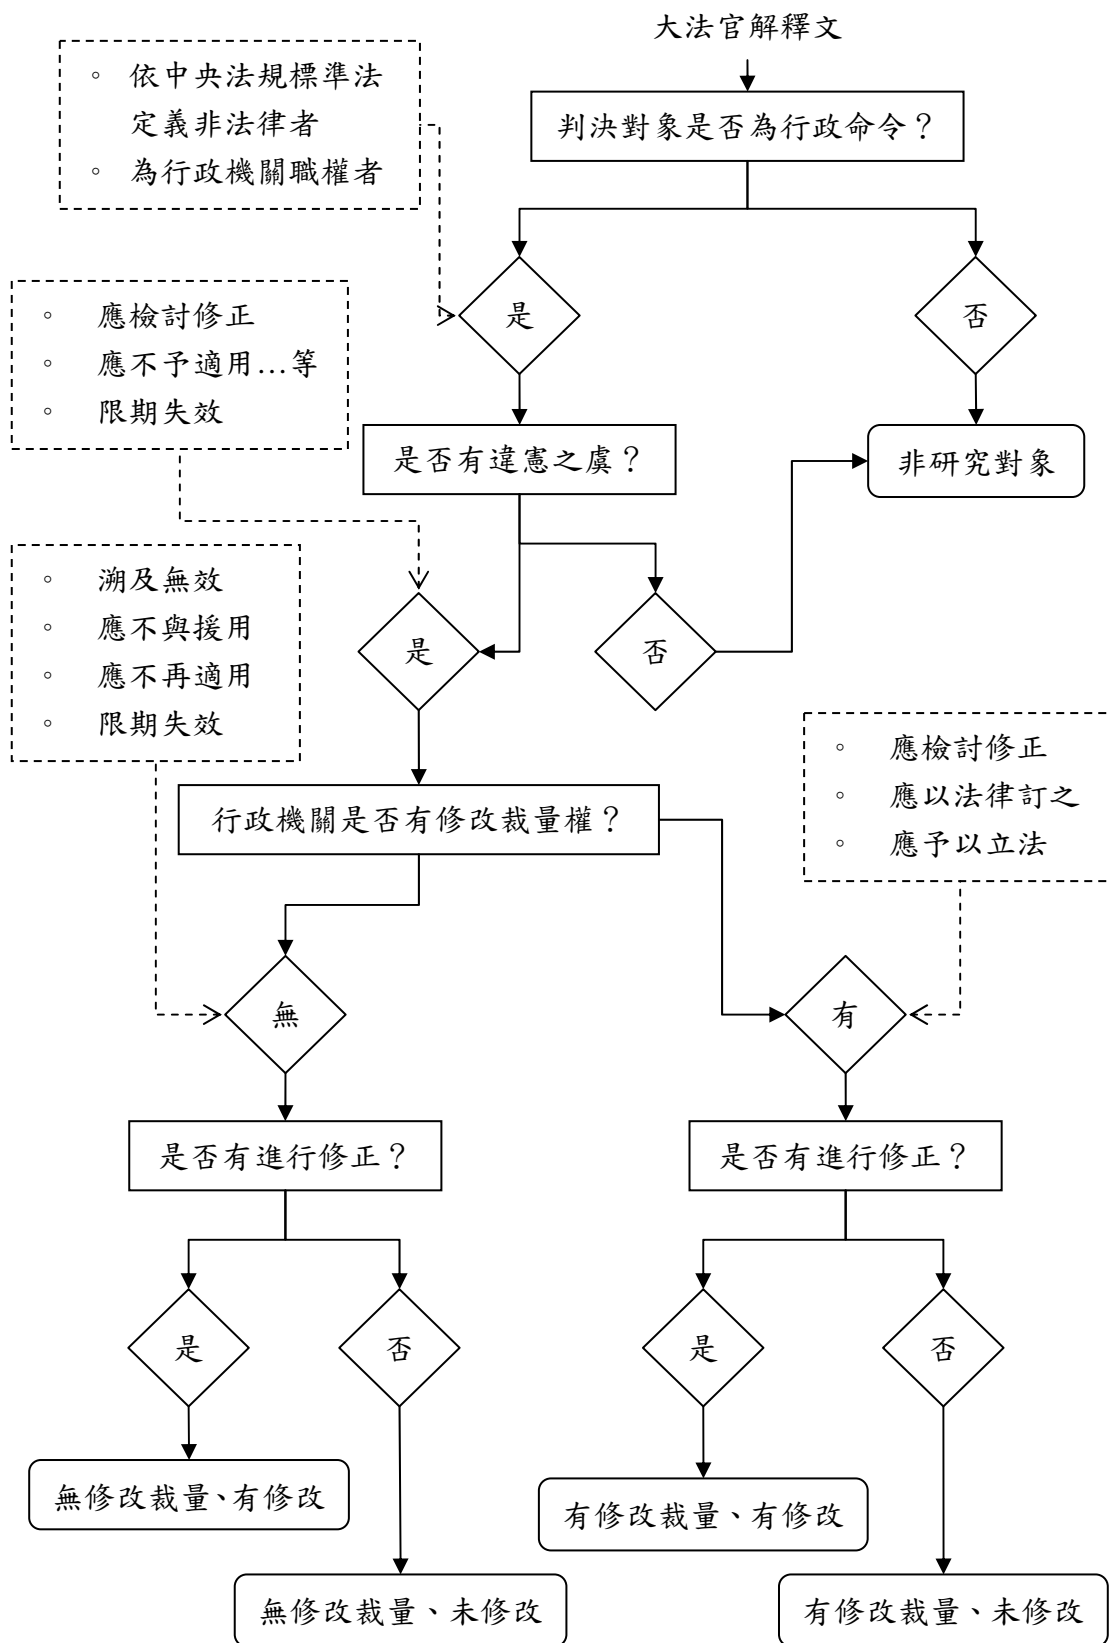 大法官解釋文
。 依中央法規標準法
定義非法律者
。 為行政機關職權者
判決對象是否為行政命令？
是
否
。 應檢討修正
。 應不予適用…等
。 限期失效
是否有違憲之虞？
非研究對象
。 溯及無效
。 應不與援用
。 應不再適用
。 限期失效
是
否
。 應檢討修正
。 應以法律訂之
。 應予以立法
行政機關是否有修改裁量權？
無
有
是否有進行修正？
是否有進行修正？
是
否
是
否
無修改裁量、有修改
有修改裁量、有修改
無修改裁量、未修改
有修改裁量、未修改